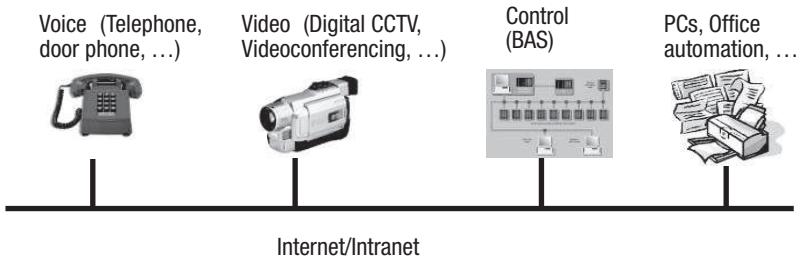 Voice (Telephone,
door phone, …)
Video (Digital CCTV,
Videoconferencing, …)
Control
(BAS)
PCs, Office
automation, …
Internet/Intranet